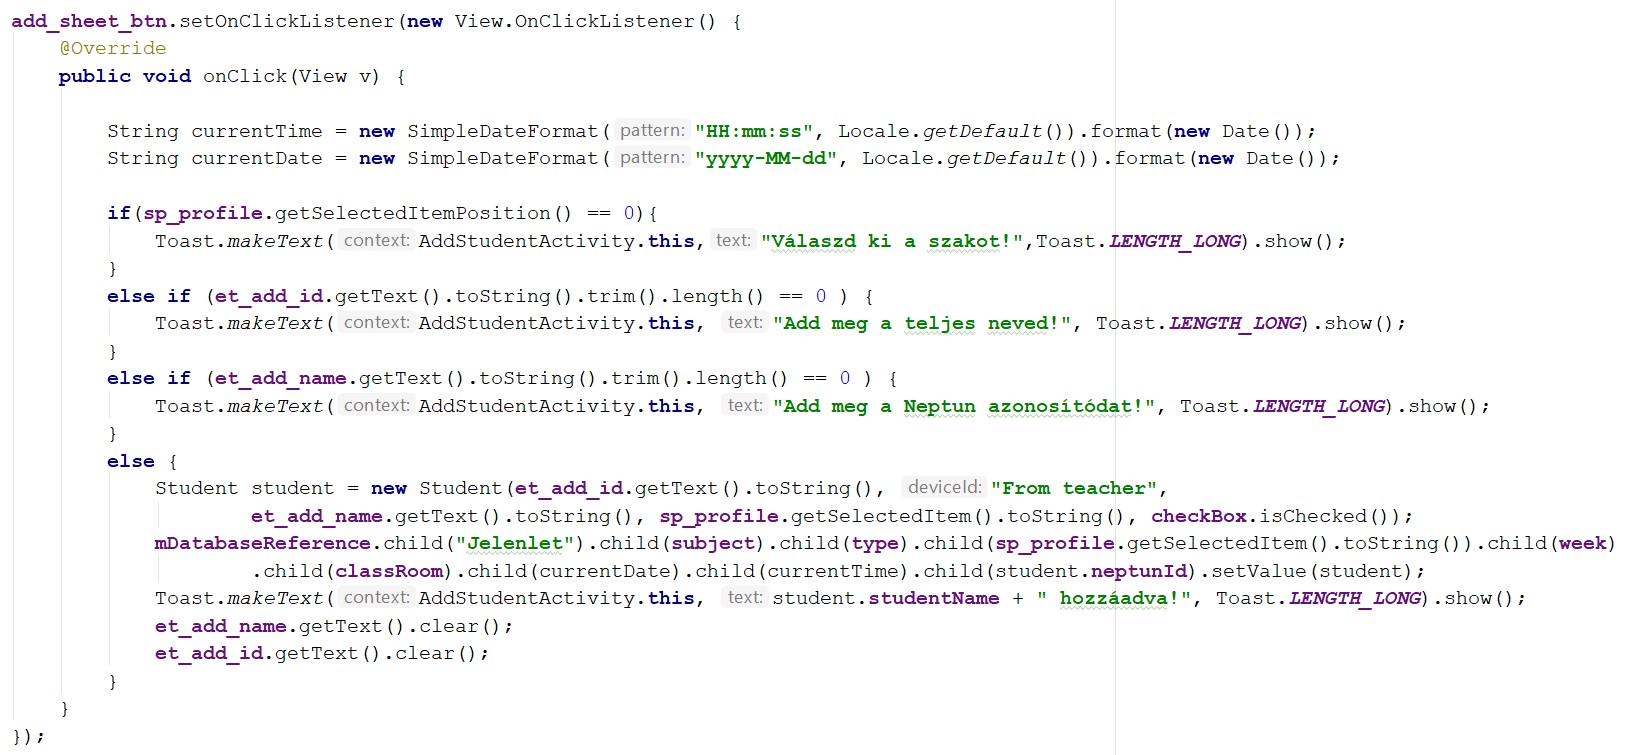 add_sheet_btn.setOnClickListener(new View.OnClickListener() {
@Override
public void onClick(View v) {
String currentTime = new SimpleDateFormat( pattern: "HH:mm:ss", Locale.getDefault()).format(new Date());
String currentDate = new SimpleDateFormat( pattern: "yyyy-MM-dd", Locale.getDefault()).format(new Date());
if(sp_profile.getSelectedItemPosition() == 0){
Toast.makeText( context: AddStudentActivity.this, text: "Válaszd ki a szakot!",Toast.LENGTH_LONG).show();
}
else if (et_add_id.getText().toString().trim().length() == 0 ) {
Toast.makeText( context: AddStudentActivity.this, text: "Add meg a teljes neved!", Toast.LENGTH_LONG).show();
}
else if (et_add_name.getText().toString().trim().length() == 0 ) {
Toast.makeText( context: AddStudentActivity.this, text: "Add meg a Neptun azonosítódat!", Toast.LENGTH_LONG).show();
}
else {
Student student = new Student(et_add_id.getText().toString(), deviceId: "From teacher",
et_add_name.getText().toString(), sp_profile.getSelectedItem().toString(), checkBox.isChecked());
mDatabaseReference.child("Jelenlet").child(subject).child(type).child(sp_profile.getSelectedItem().toString()).child(week)
.child(classRoom).child(currentDate).child(currentTime).child(student.neptunId).setValue(student);
Toast.makeText( context: AddStudentActivity.this, text: student.studentName + " hozzáadva!", Toast.LENGTH_LONG).show();
et_add_name.getText().clear();
et_add_id.getText().clear();
}
}
});